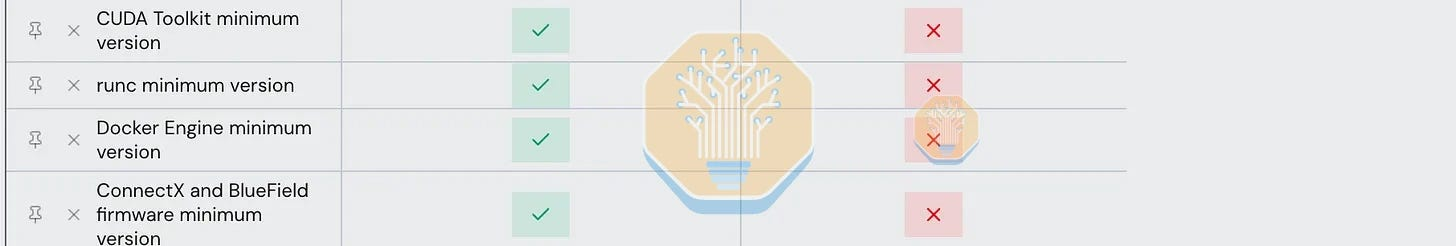 CUDA Toolkit minimum
version
runc minimum version
Docker Engine minimum
version
ConnectX and BlueField
firmware minimum
version